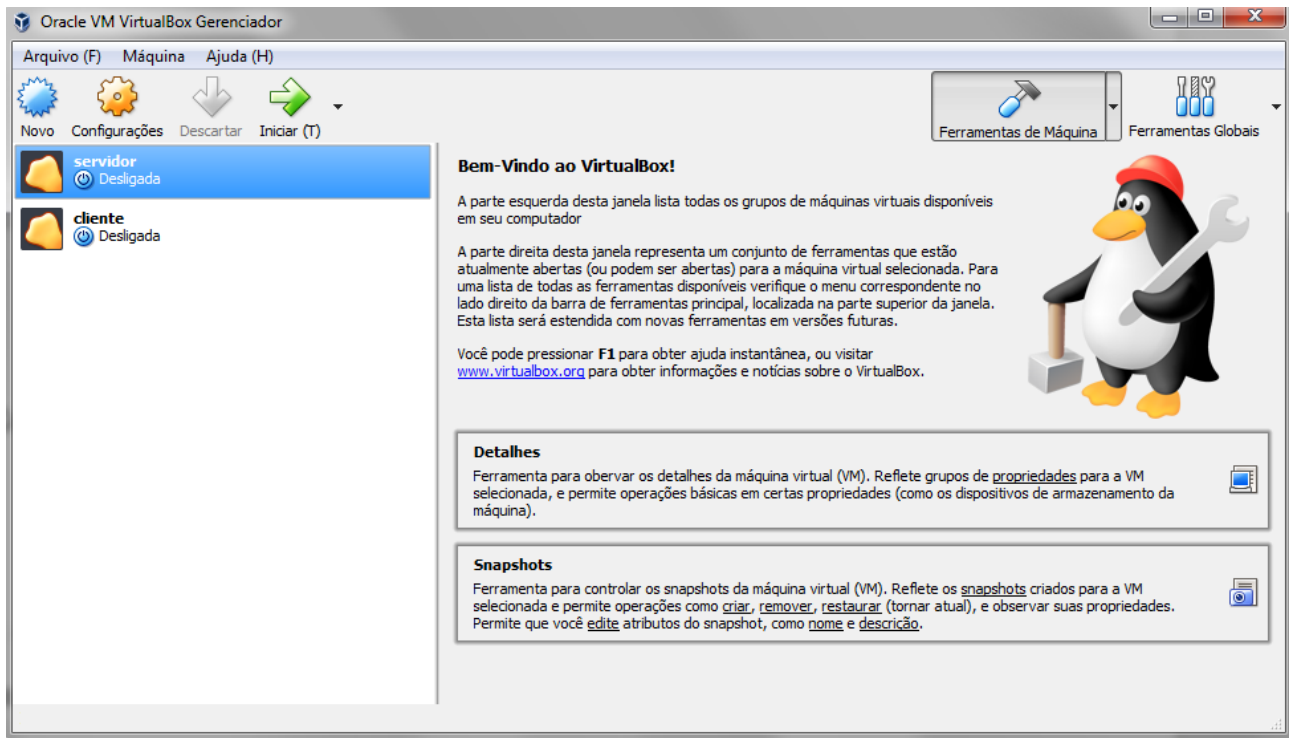 Oracle VM VirtualBox Gerenciador
Arquivo (F) Máquina Ajuda (H)
Novo Configurações Descartar Iniciar (T)
Ferramentas de Máquina Ferramentas Globais
servidor
Desligada
cliente
Desligada
Bem-Vindo ao VirtualBox!
A parte esquerda desta janela lista todas os grupos de máquinas virtuais disponíveis
em seu computador
A parte direita desta janela representa um conjunto de ferramentas que estão
atualmente abertas (ou podem ser abertas) para a máquina virtual selecionada. Para
uma lista de todas as ferramentas disponíveis verifique o menu correspondente no
lado direito da barra de ferramentas principal, localizada na parte superior da janela.
Esta lista será estendida com novas ferramentas em versões futuras.
Você pode pressionar F1 para obter ajuda instantânea, ou visitar
www.virtualbox.org para obter informações e notícias sobre o VirtualBox.
Detalhes
Ferramenta para obervar os detalhes da máquina virtual (VM). Reflete grupos de propriedades para a VM
selecionada, e permite operações básicas em certas propriedades (como os dispositivos de armazenamento da
máquina).
Snapshots
Ferramenta para controlar os snapshots da máquina virtual (VM). Reflete os snapshots criados para a VM
selecionada e permite operações como criar, remover, restaurar (tornar atual), e observar suas propriedades.
Permite que você edite atributos do snapshot, como nome e descrição.